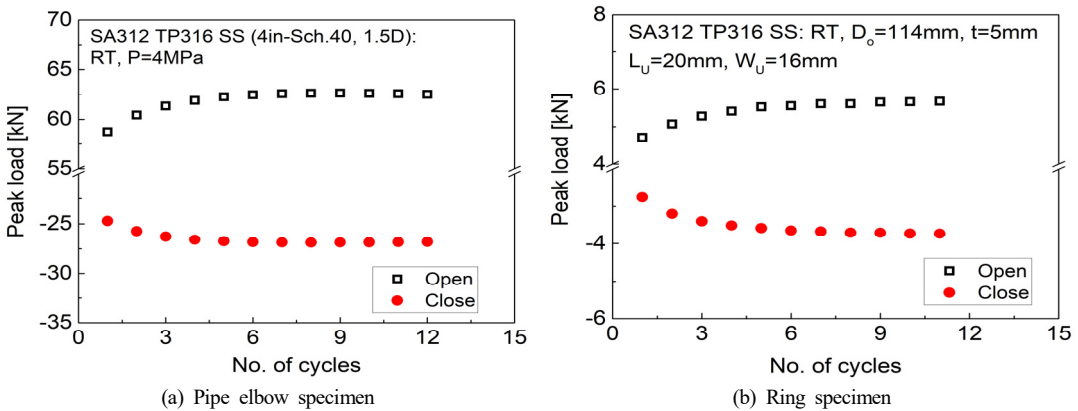 70
65
60
55
-25
-30
-35
Peak load [kN]
SA312 TP316 SS (4in-Sch.40, 1.5D):
RT, P=4MPa
Open
Close
0 3 6 9 12 15
No. of cycles
(a) Pipe elbow specimen
8
6
4
-4
-6
Peak load [kN]
SA312 TP316 SS: RT, Do=114mm, t=5mm
LU=20mm, WU=16mm
Open
Close
0 3 6 9 12 15
No. of cycles
(b) Ring specimen